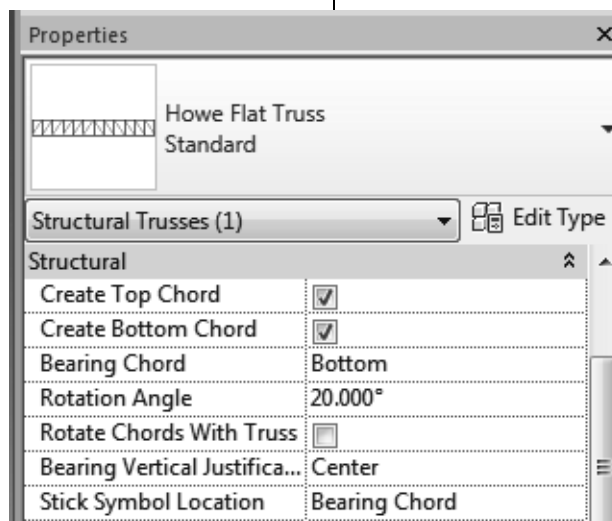 Properties
Howe Flat Truss
Standard
Structural Trusses (1)
Edit Type
Structural
Create Top Chord
Create Bottom Chord
Bearing Chord Bottom
Rotation Angle 20.000°
Rotate Chords With Truss
Bearing Vertical Justifica... Center
Stick Symbol Location Bearing Chord